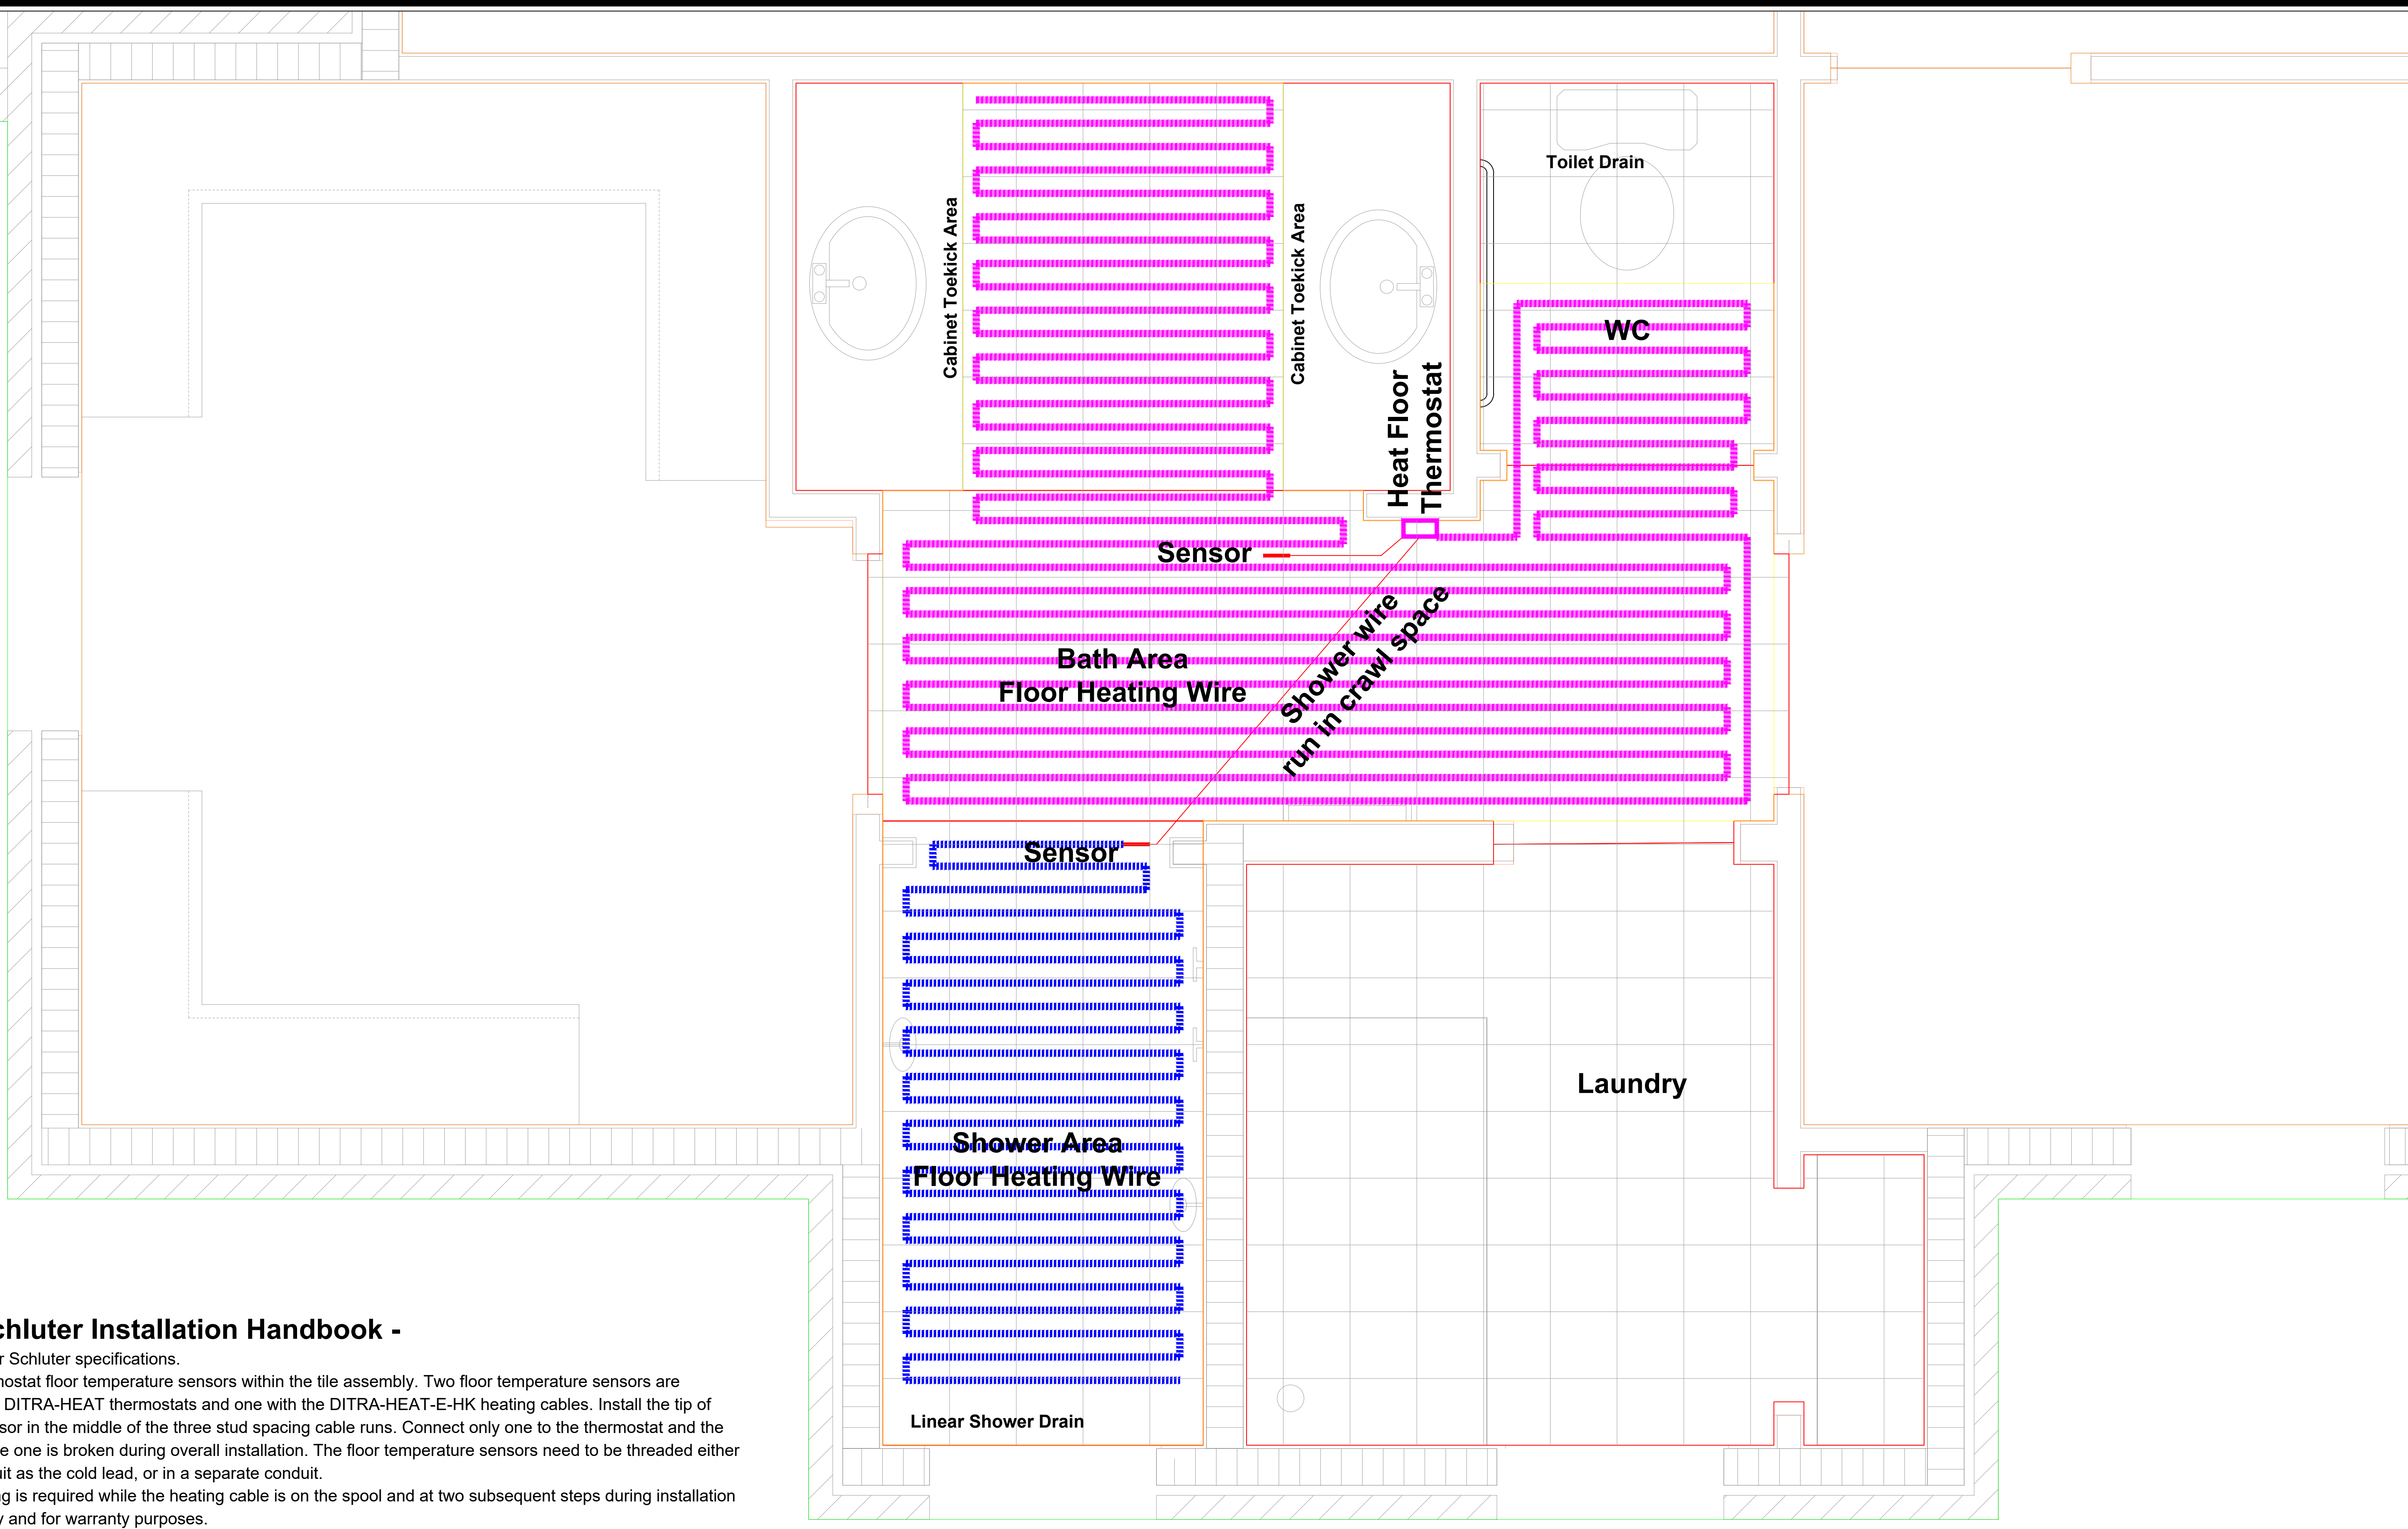 Toilet Drain
Cabinet Toekick Area
Cabinet Toekick Area
WC
Heat Floor
Thermostat
Sensor
Shower wire
run in crawl space
Bath Area
Floor Heating Wire
Sensor
Laundry
Shower Area
Floor Heating Wire
Linear Shower Drain
chluter Installation Handbook -
r Schluter specifications.
nostat floor temperature sensors within the tile assembly. Two floor temperature sensors are
DITRA-HEAT thermostats and one with the DITRA-HEAT-E-HK heating cables. Install the tip of
sor in the middle of the three stud spacing cable runs. Connect only one to the thermostat and the
e one is broken during overall installation. The floor temperature sensors need to be threaded either
uit as the cold lead, or in a separate conduit.
ng is required while the heating cable is on the spool and at two subsequent steps during installation
y and for warranty purposes.